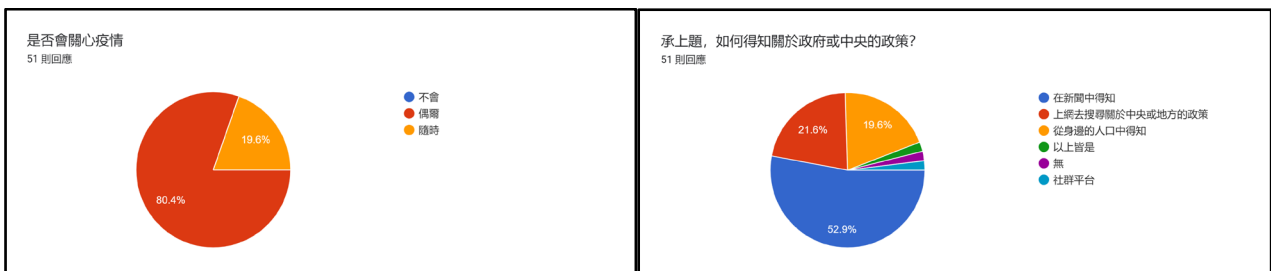 是否會關心疫情
51 則回應
不會
偶爾
隨時
19.6%
80.4%
承上題，如何得知關於政府或中央的政策？
51 則回應
在新聞中得知
上網去搜尋關於中央或地方的政策
從身邊的人口中得知
以上皆是
無
社群平台
21.6%
19.6%
52.9%